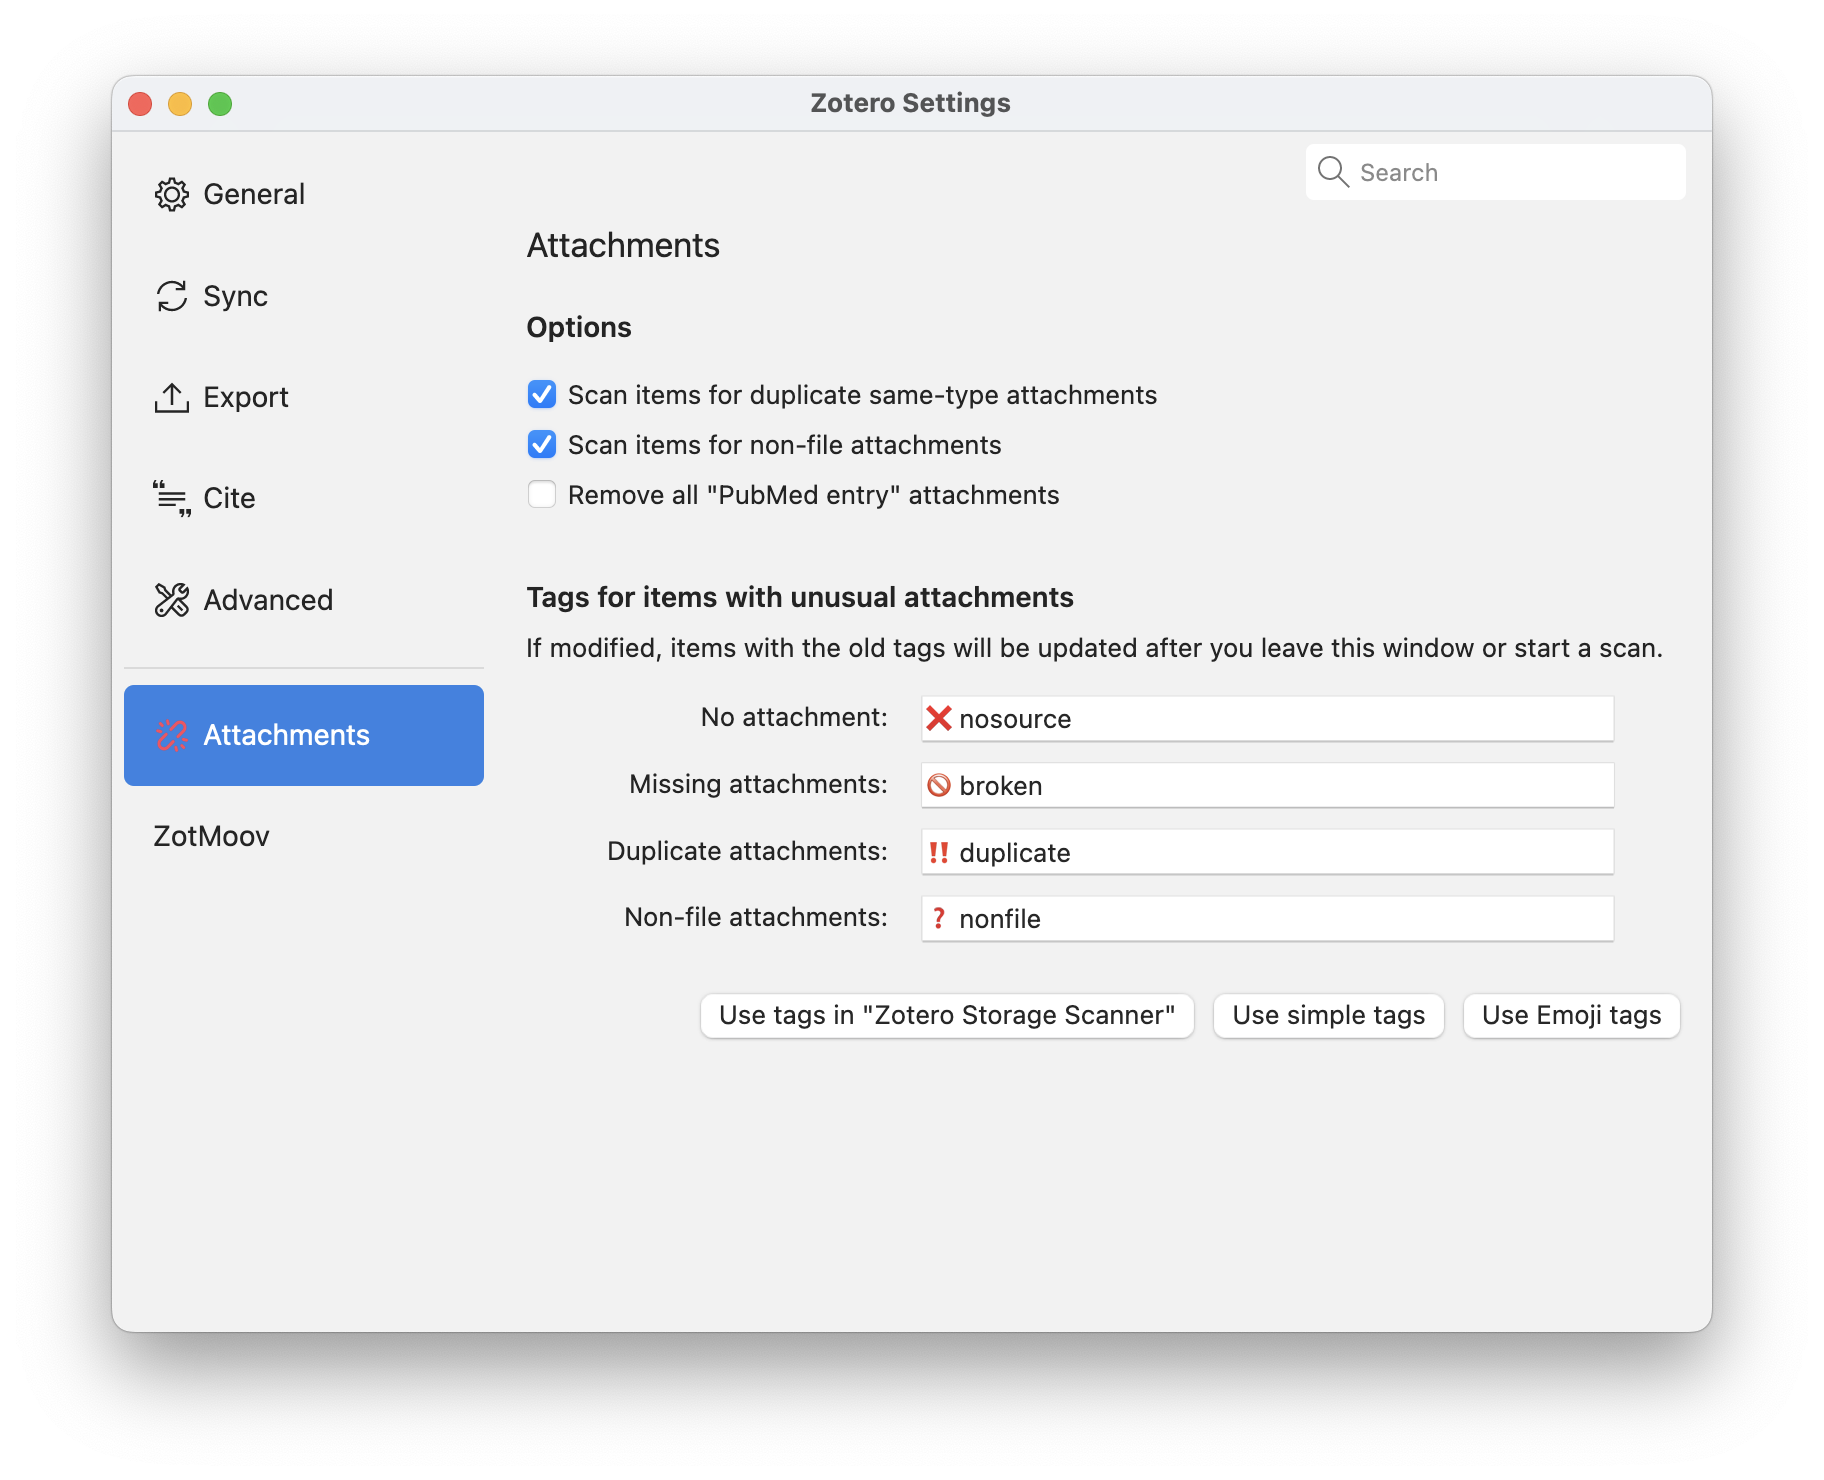 Zotero Settings
General
Sync
Export
Cite
Advanced
Attachments
ZotMoov
Search
Attachments
Options
Scan items for duplicate same-type attachments
Scan items for non-file attachments
Remove all "PubMed entry" attachments
Tags for items with unusual attachments
If modified, items with the old tags will be updated after you leave this window or start a scan.
No attachment: ❌ nosource
Missing attachments: 🚫 broken
Duplicate attachments: ‼️ duplicate
Non-file attachments: ❓ nonfile
Use tags in "Zotero Storage Scanner" Use simple tags Use Emoji tags